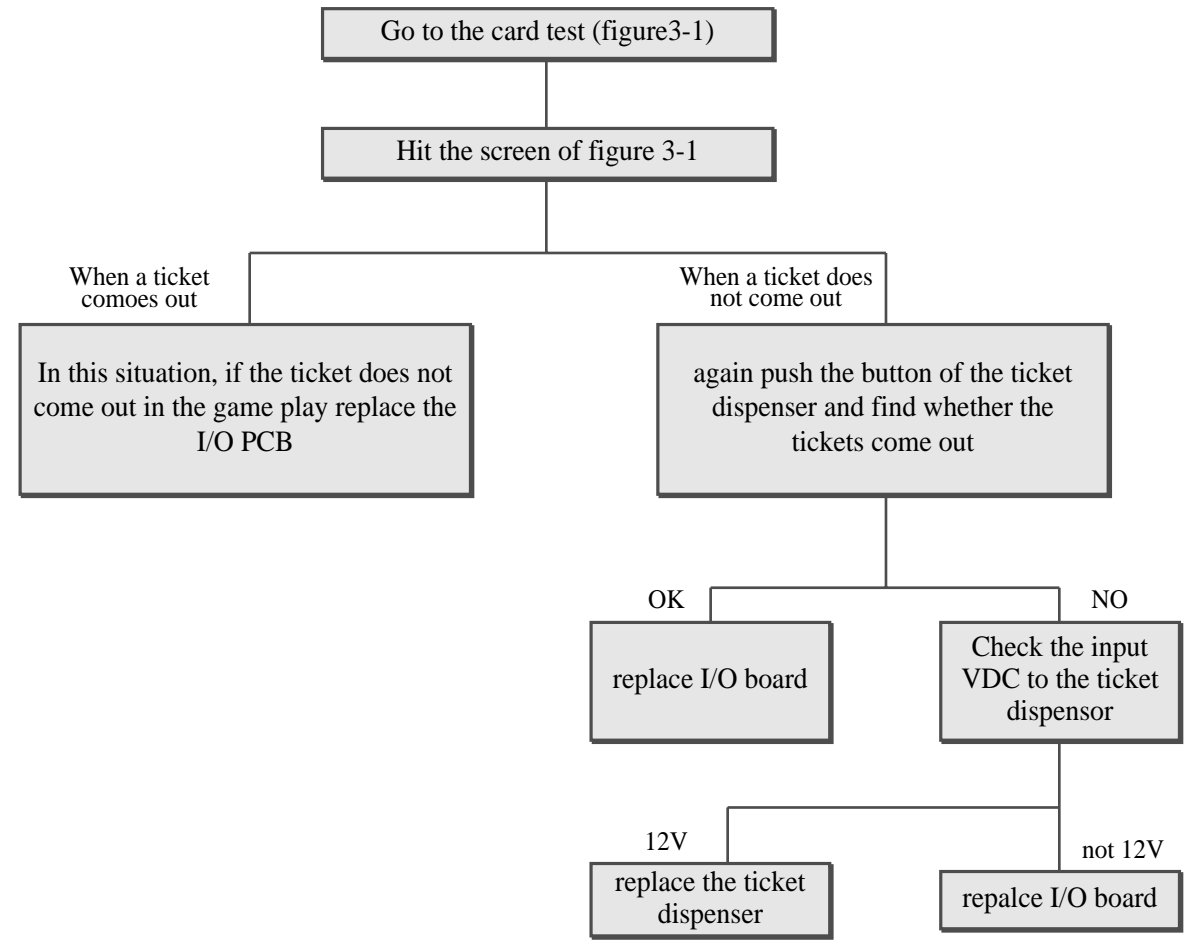 Go to the card test (figure3-1)
Hit the screen of figure 3-1
When a ticket
comoes out
When a ticket does
not come out
In this situation, if the ticket does not
come out in the game play replace the
I/O PCB
again push the button of the ticket
dispenser and find whether the
tickets come out
OK
NO
replace I/O board
Check the input
VDC to the ticket
dispensor
12V
not 12V
replace the ticket
dispenser
repalce I/O board